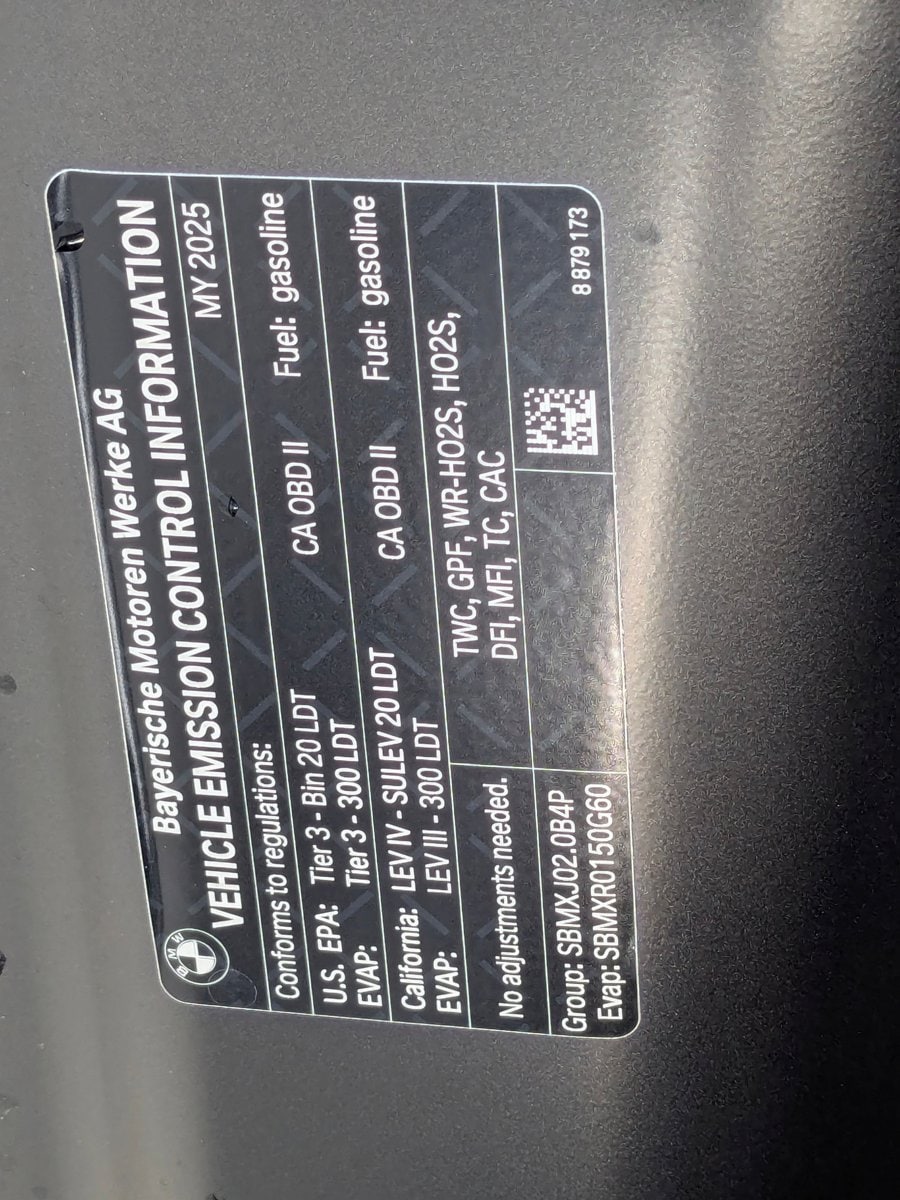 BMW
Bayerische Motoren Werke AG
VEHICLE EMISSION CONTROL INFORMATION
MY 2025
Conforms to regulations:
U.S. EPA: Tier 3 - Bin 20 LDT CA OBD II Fuel: gasoline
EVAP: Tier 3 - 300 LDT
California: LEV IV - SULEV 20 LDT CA OBD II Fuel: gasoline
EVAP: LEV III - 300 LDT
No adjustments needed.
TWC, GPF, WR-HO2S, HO2S,
DFI, MFI, TC, CAC
Group: SBMXJ02.0B4P
Evap: SBMXR0150G60
8 879 173